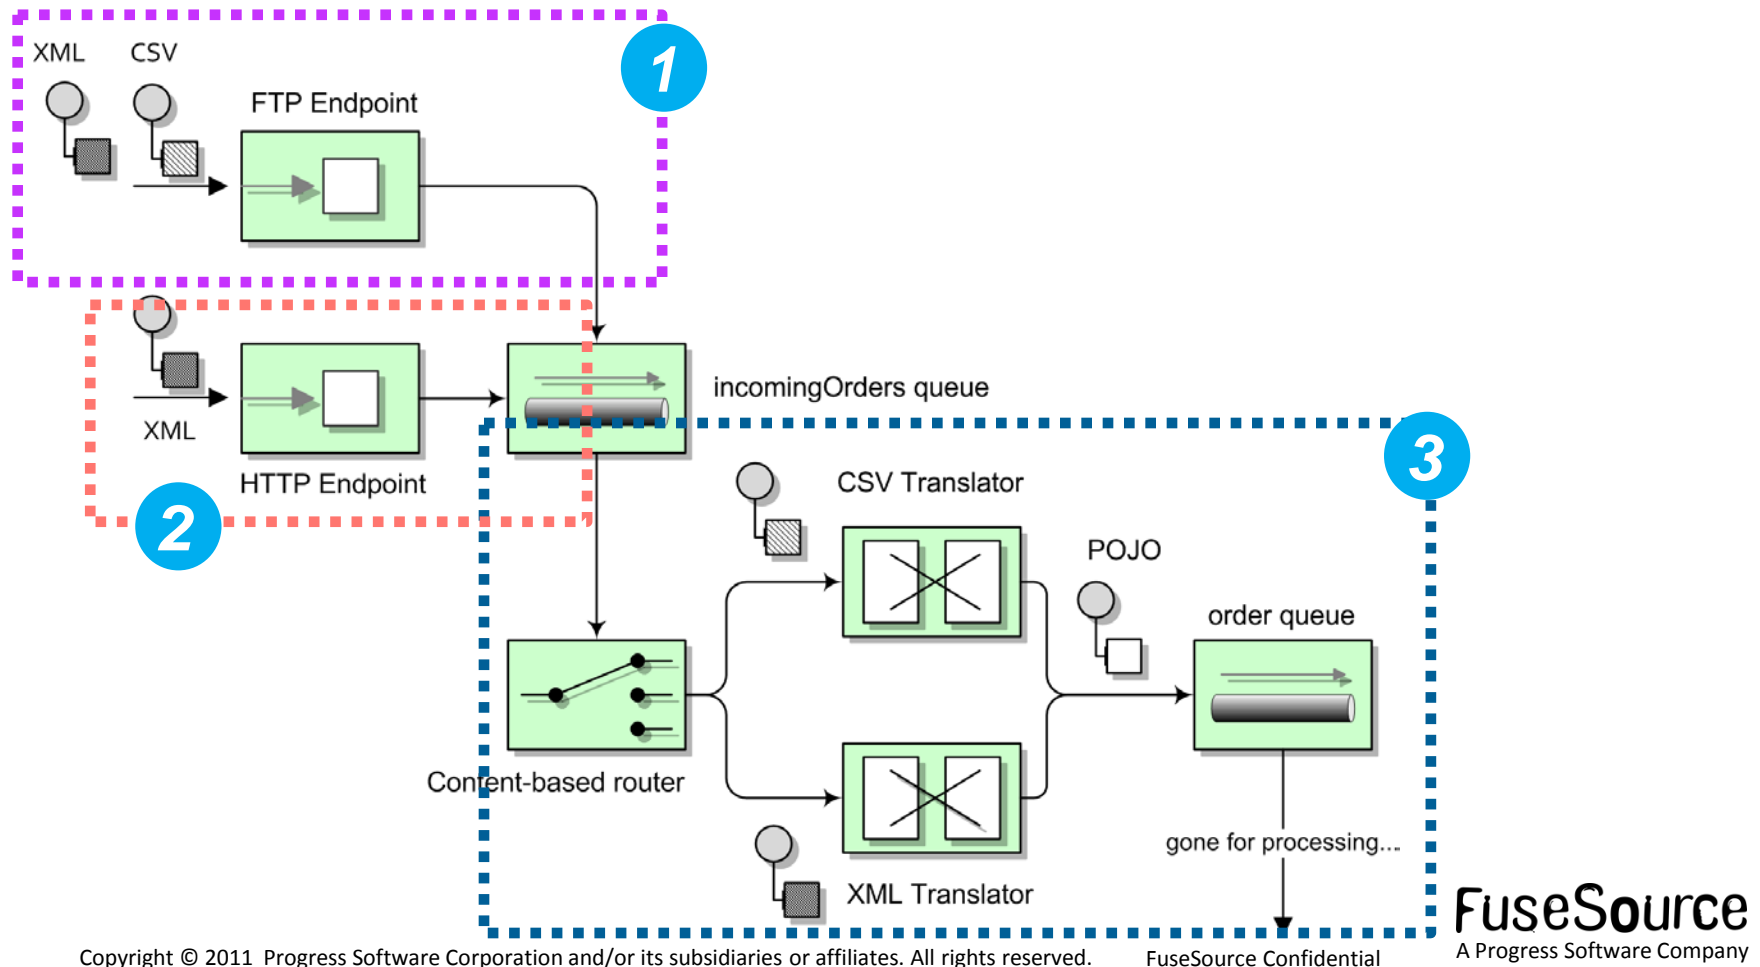 XML CSV
1
FTP Endpoint
XML
HTTP Endpoint
2
incomingOrders queue
3
CSV Translator
POJO
order queue
Content-based router
XML Translator
gone for processing...
FuseSource
A Progress Software Company
Copyright © 2011 Progress Software Corporation and/or its subsidiaries or affiliates. All rights reserved.
FuseSource Confidential